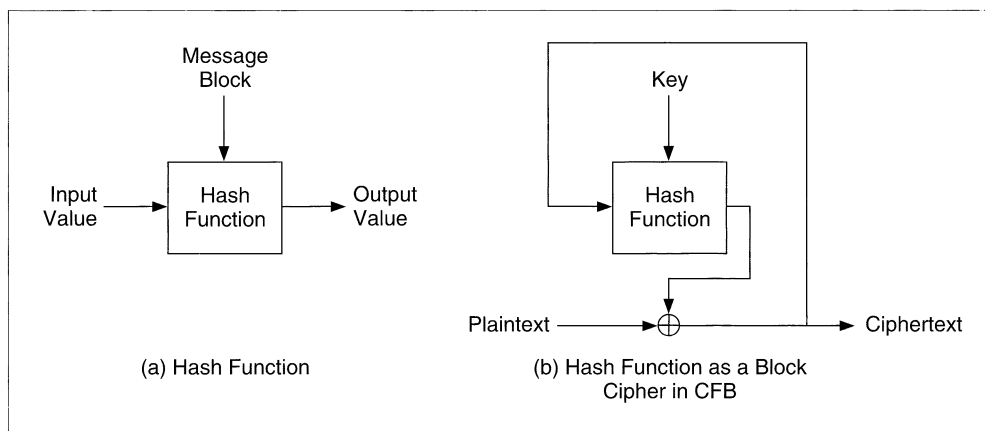 Message
Block
Input
Value
Hash
Function
Output
Value
(a) Hash Function
Key
Hash
Function
Plaintext
Ciphertext
(b) Hash Function as a Block
Cipher in CFB